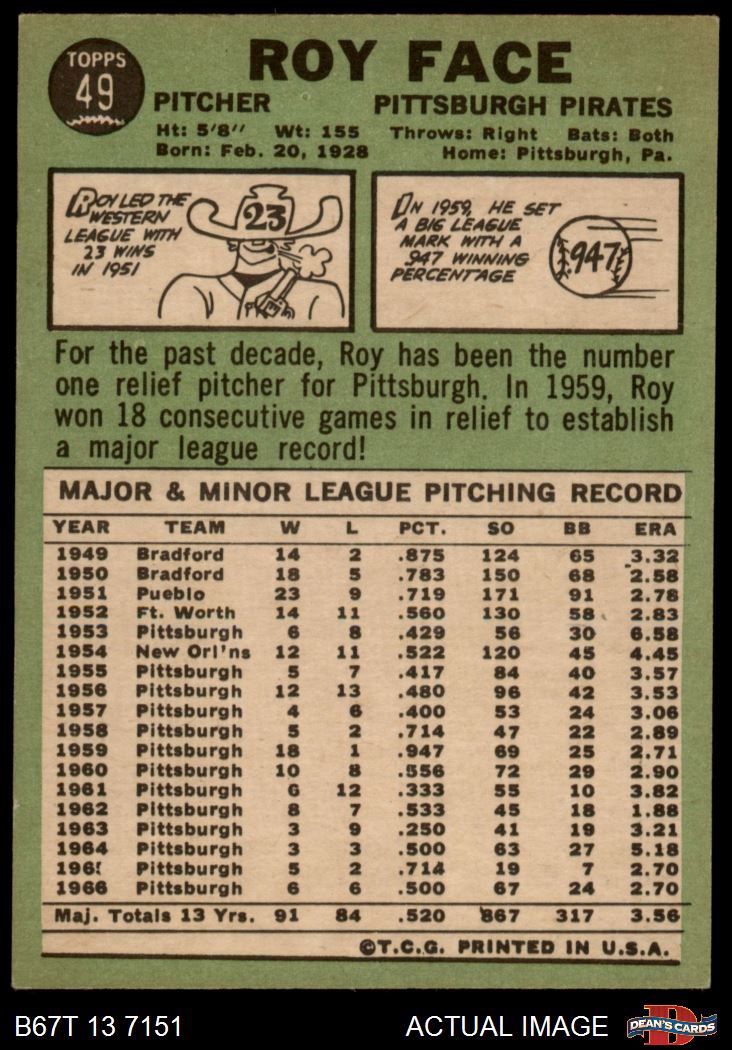 TOPPS
49
ROY FACE
PITCHER PITTSBURGH PIRATES
Ht: 5'8" Wt: 155 Throws: Right Bats: Both
Born: Feb. 20, 1928 Home: Pittsburgh, Pa.
ROY LED THE
WESTERN
LEAGUE WITH
23 WINS
IN 1951
23
IN 1959, HE SET
A BIG LEAGUE
MARK WITH A
.947 WINNING
PERCENTAGE
.947
For the past decade, Roy has been the number
one relief pitcher for Pittsburgh. In 1959, Roy
won 18 consecutive games in relief to establish
a major league record!
MAJOR & MINOR LEAGUE PITCHING RECORD
YEAR TEAM W L PCT. SO BB ERA
1949 Bradford 14 2 .875 124 65 3.32
1950 Bradford 18 5 .783 150 68 2.58
1951 Pueblo 23 9 .719 171 91 2.78
1952 Ft. Worth 14 11 .560 130 58 2.83
1953 Pittsburgh 6 8 .429 56 30 6.58
1954 New Orl'ns 12 11 .522 120 45 4.45
1955 Pittsburgh 5 7 .417 84 40 3.57
1956 Pittsburgh 12 13 .480 96 42 3.53
1957 Pittsburgh 4 6 .400 53 24 3.06
1958 Pittsburgh 5 2 .714 47 22 2.89
1959 Pittsburgh 18 1 .947 69 25 2.71
1960 Pittsburgh 10 8 .556 72 29 2.90
1961 Pittsburgh 6 12 .333 55 10 3.82
1962 Pittsburgh 8 7 .533 45 18 1.88
1963 Pittsburgh 3 9 .250 41 19 3.21
1964 Pittsburgh 3 3 .500 63 27 5.18
1965 Pittsburgh 5 2 .714 19 7 2.70
1966 Pittsburgh 6 6 .500 67 24 2.70
Maj. Totals 13 Yrs. 91 84 .520 867 317 3.56
©T.C.G. PRINTED IN U.S.A.
B67T 13 7151 ACTUAL IMAGE
DEAN'S CARDS